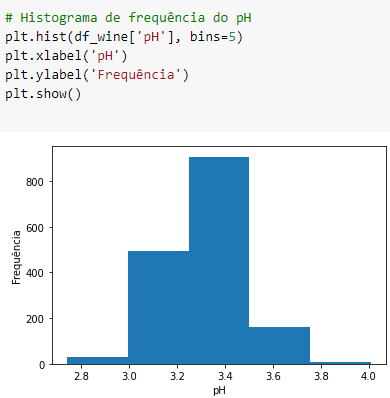 # Histograma de frequência do pH
plt.hist(df_wine['pH'], bins=5)
plt.xlabel('pH')
plt.ylabel('Frequência')
plt.show()
800
600
400
200
0
Frequência
2.8 3.0 3.2 3.4 3.6 3.8 4.0
pH